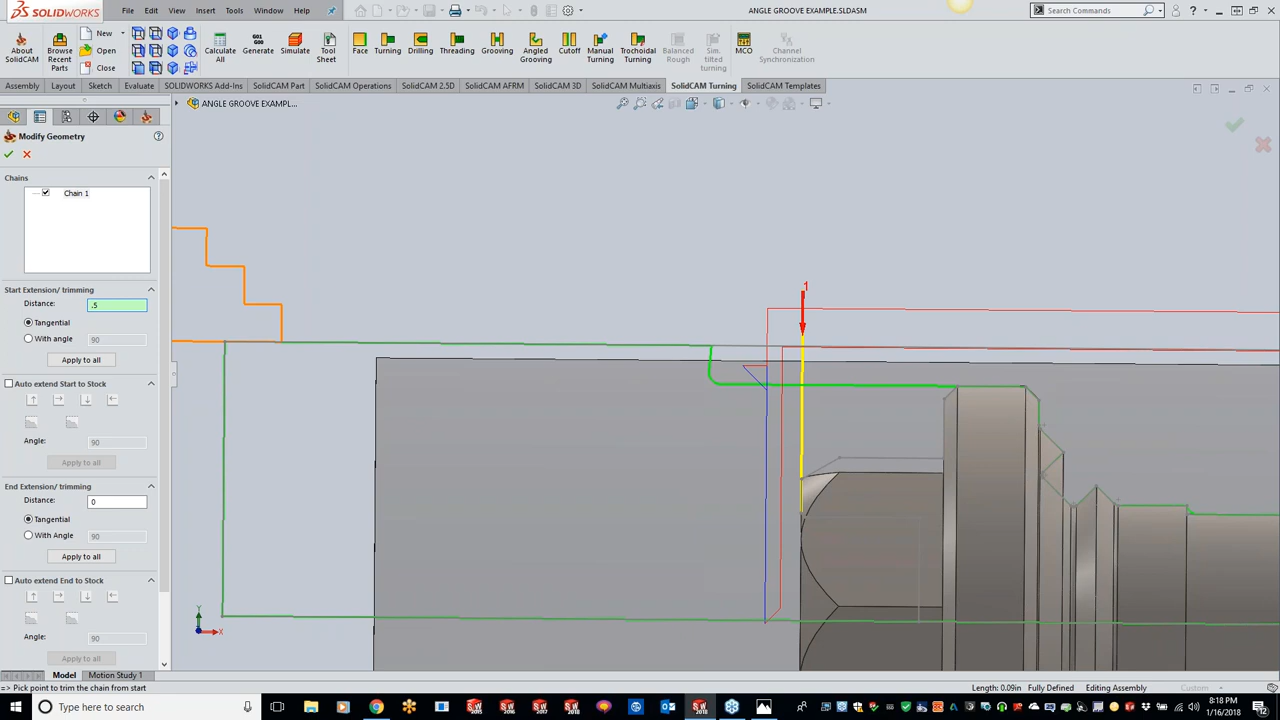 SOLIDWORKS File Edit View Insert Tools Window Help ANGLE GROOVE EXAMPLE.SLDASM Search Commands
About SolidCAM Browse Recent Parts New Open Close Calculate All G01 G00 Generate Simulate Tool Sheet Face Turning Drilling Threading Grooving Angled Grooving Cutoff Manual Turning Trochoidal Turning Balanced Rough Sim. tilted turning MCO Channel Synchronization
Assembly Layout Sketch Evaluate SOLIDWORKS Add-Ins SolidCAM Part SolidCAM Operations SolidCAM 2.5D SolidCAM AFRM SolidCAM 3D SolidCAM Multiaxis SolidCAM Turning SolidCAM Templates
ANGLE GROOVE EXAMPL...
Modify Geometry
Chains
Chain 1
Start Extension/ trimming
Distance: .5
Tangential
With angle 90
Apply to all
Auto extend Start to Stock
Angle: 90
Apply to all
End Extension/ trimming
Distance: 0
Tangential
With Angle 90
Apply to all
Auto extend End to Stock
Angle: 90
Apply to all
1
Y
X
Model Motion Study 1
=> Pick point to trim the chain from start Length: 0.09in Fully Defined Editing Assembly Custom
Type here to search 8:18 PM
1/16/2018